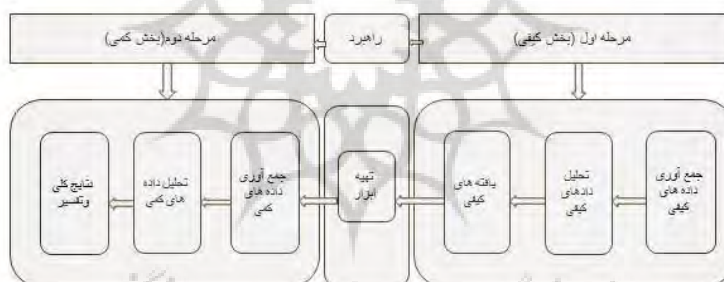 مرحله اول (بخش کیفی)
راهبرد
مرحله دوم(بخش کمی)
جمع آوری
داده های
کیفی
تحلیل
دادهای
کیفی
یافته های
کیفی
تهیه
ابزار
جمع آوری
داده های
کمی
تحلیل داده
های کمی
نتایج کلی
وتفسیر